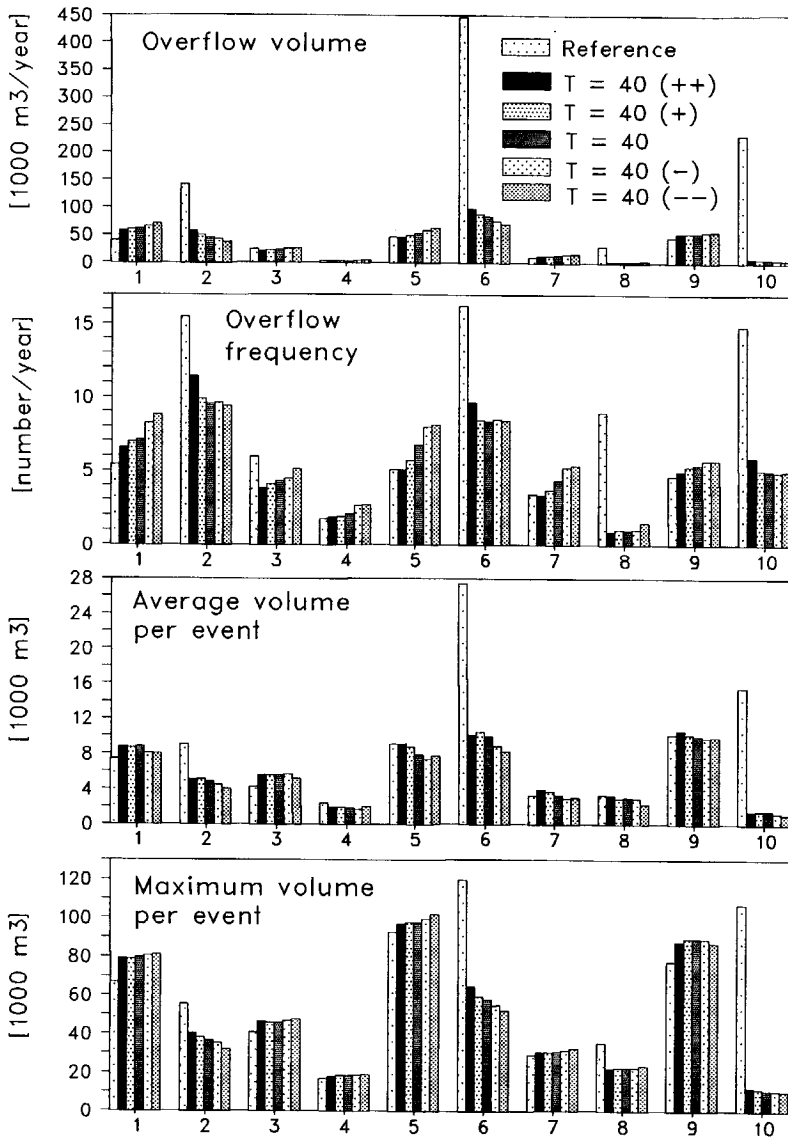 [1000 m3/year]
450
400
350
300
250
200
150
100
50
0
Overflow volume
Reference
T = 40 (++)
T = 40 (+)
T = 40
T = 40 (-)
T = 40 (--)
1 2 3 4 5 6 7 8 9 10
[number/year]
15
10
5
0
Overflow
frequency
1 2 3 4 5 6 7 8 9 10
[1000 m3]
28
24
20
16
12
8
4
0
Average volume
per event
1 2 3 4 5 6 7 8 9 10
[1000 m3]
120
100
80
60
40
20
0
Maximum volume
per event
1 2 3 4 5 6 7 8 9 10